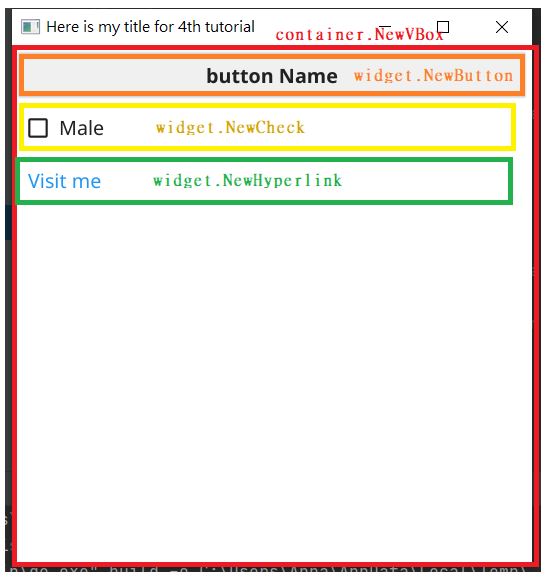 Here is my title for 4th tutorial
container.NewVBox
button Name widget.NewButton
Male widget.NewCheck
Visit me widget.NewHyperlink